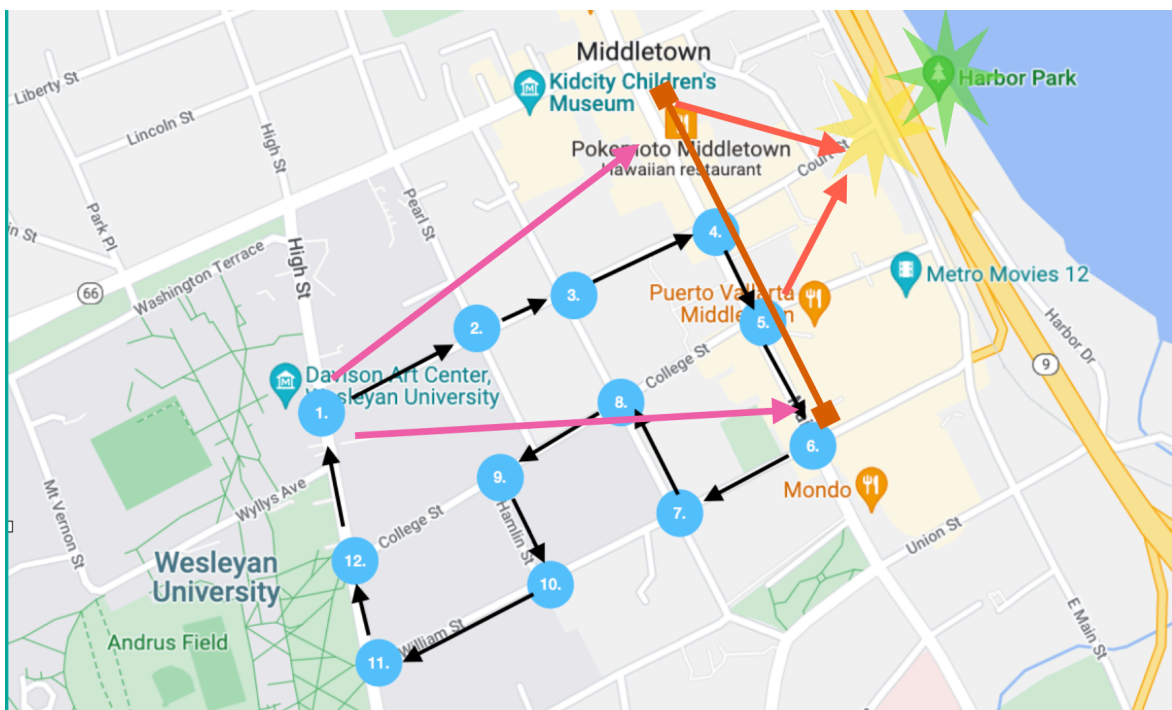 Middletown
Kidcity Children's
Museum
Harbor Park
Liberty St
Lincoln St
High St
Pokemoto Middletown
Hawaiian restaurant
Court St
Pearl St
Park Pl
in St
Washington Terrace
High St
66
4.
3.
2.
Metro Movies 12
Puerto Vallarta
5.
Harbor Dr
9
College St
Davison Art Center,
Wesleyan University
1.
8.
6.
Mondo
9.
7.
Wyllys Ave
Mt Vernon St
College St
Hamlin St
Union St
12.
Wesleyan
University
10.
E Main St
Andrus Field
William St
11.